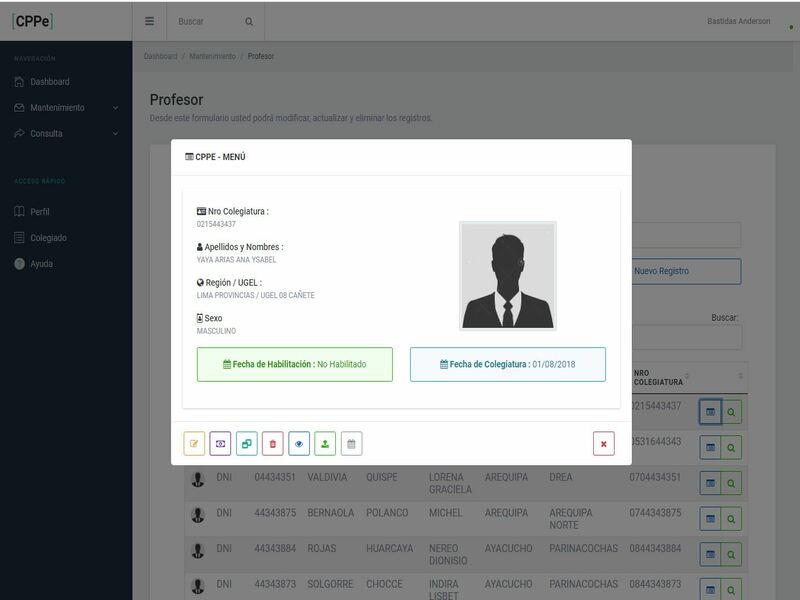 [CPPe]
Buscar
Bastidas Anderson
NAVEGACIÓN
Dashboard
Mantenimiento
Consulta
ACCESO RÁPIDO
Perfil
Colegiado
Ayuda
Dashboard / Mantenimiento / Profesor
Profesor
Desde este formulario usted podrá modificar, actualizar y eliminar los registros.
CPPE - MENÚ
Nro Colegiatura :
0215443437
Apellidos y Nombres :
YAYA ARIAS ANA YSABEL
Región / UGEL :
LIMA PROVINCIAS / UGEL 08 CAÑETE
Sexo
MASCULINO
Fecha de Habilitación : No Habilitado
Fecha de Colegiatura : 01/08/2018
Nuevo Registro
Buscar:
NRO
COLEGIATURA
0215443437
0531644343
DNI 04434351 VALDIVIA QUISPE LORENA AREQUIPA DREA 0704434351
GRACIELA
DNI 44343875 BERNAOLA POLANCO MICHEL AREQUIPA AREQUIPA 0744343875
NORTE
DNI 44343884 ROJAS HUARCAYA NEREO AYACUCHO PARINACOCHAS 0844343884
DIONISIO
DNI 44343873 SOLGORRE CHOCCE INDIRA AYACUCHO PARINACOCHAS 0844343873
LISBET